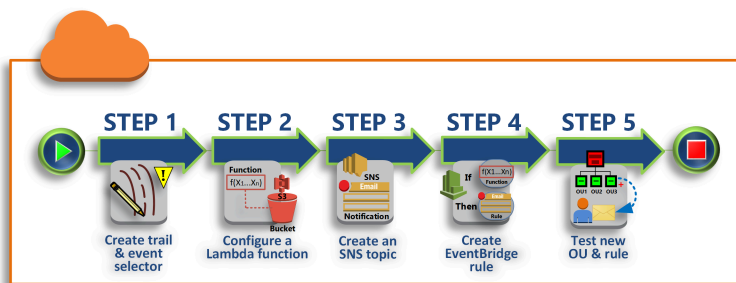 STEP 1
STEP 2
STEP 3
STEP 4
STEP 5
!
Function
f(X1...Xn)
S3
Bucket
SNS
Email
Notification
If
f(X1...Xn)
Function
Then
Email
Rule
OU1 OU2 OU3 +
Create trail
& event
selector
Configure a
Lambda function
Create an
SNS topic
Create
EventBridge
rule
Test new
OU & rule